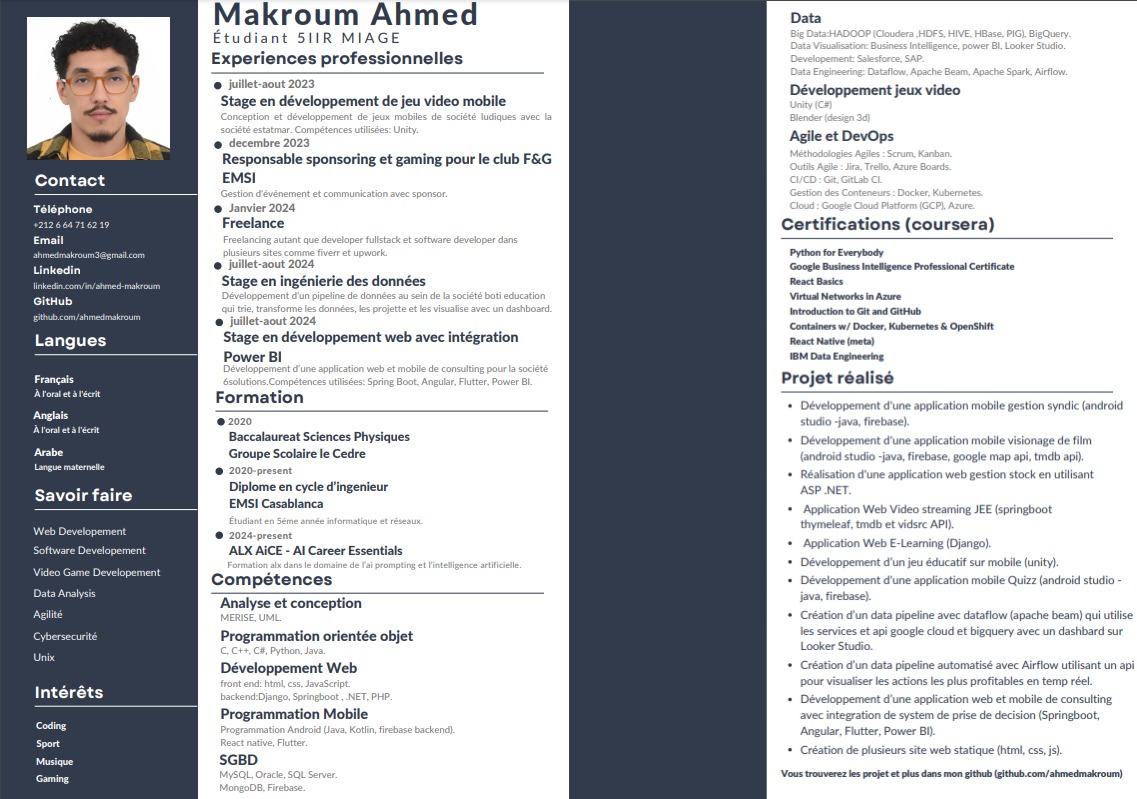 Contact
Téléphone
+212 6 64 71 62 19
Email
ahmedmakroum3@gmail.com
Linkedin
linkedin.com/in/ahmed-makroum
GitHub
github.com/ahmedmakroum
Langues
Français
À l'oral et à l'écrit
Anglais
À l'oral et à l'écrit
Arabe
Langue maternelle
Savoir faire
Web Developement
Software Developement
Video Game Developement
Data Analysis
Agilité
Cybersecurité
Unix
Intérêts
Coding
Sport
Musique
Gaming
Makroum Ahmed
Étudiant 5IIR MIAGE
Experiences professionnelles
juillet-aout 2023
Stage en développement de jeu video mobile
Conception et développement de jeux mobiles de société ludiques avec la
société estatmar. Compétences utilisées: Unity.
decembre 2023
Responsable sponsoring et gaming pour le club F&G
EMSI
Gestion d'événement et communication avec sponsor.
Janvier 2024
Freelance
Freelancing autant que developer fullstack et software developer dans
plusieurs sites comme fiverr et upwork.
juillet-aout 2024
Stage en ingénierie des données
Développement d'un pipeline de données au sein de la société boti education
qui trie, transforme les données, les projette et les visualise avec un dashboard.
juillet-aout 2024
Stage en développement web avec intégration
Power BI
Développement d'une application web et mobile de consulting pour la société
6solutions.Compétences utilisées: Spring Boot, Angular, Flutter, Power BI.
Formation
2020
Baccalaureat Sciences Physiques
Groupe Scolaire le Cedre
2020-present
Diplome en cycle d'ingenieur
EMSI Casablanca
Étudiant en 5éme année informatique et réseaux.
2024-present
ALX AiCE - AI Career Essentials
Formation alx dans le domaine de l'ai prompting et l'intelligence artificielle.
Compétences
Analyse et conception
MERISE, UML.
Programmation orientée objet
C, C++, C#, Python, Java.
Développement Web
front end: html, css, JavaScript.
backend:Django, Springboot , .NET, PHP.
Programmation Mobile
Programmation Android (Java, Kotlin, firebase backend).
React native, Flutter.
SGBD
MySQL, Oracle, SQL Server.
MongoDB, Firebase.
Data
Big Data:HADOOP (Cloudera ,HDFS, HIVE, HBase, PIG), BigQuery.
Data Visualisation: Business Intelligence, power BI, Looker Studio.
Developement: Salesforce, SAP.
Data Engineering: Dataflow, Apache Beam, Apache Spark, Airflow.
Développement jeux video
Unity (C#)
Blender (design 3d)
Agile et DevOps
Méthodologies Agiles : Scrum, Kanban.
Outils Agile : Jira, Trello, Azure Boards.
CI/CD : Git, GitLab CI.
Gestion des Conteneurs : Docker, Kubernetes.
Cloud : Google Cloud Platform (GCP), Azure.
Certifications (coursera)
Python for Everybody
Google Business Intelligence Professional Certificate
React Basics
Virtual Networks in Azure
Introduction to Git and GitHub
Containers w/ Docker, Kubernetes & OpenShift
React Native (meta)
IBM Data Engineering
Projet réalisé
• Développement d'une application mobile gestion syndic (android
studio -java, firebase).
• Développement d'une application mobile visionage de film
(android studio -java, firebase, google map api, tmdb api).
• Réalisation d'une application web gestion stock en utilisant
ASP .NET.
• Application Web Video streaming JEE (springboot
thymeleaf, tmdb et vidsrc API).
• Application Web E-Learning (Django).
• Développement d'un jeu éducatif sur mobile (unity).
• Développement d'une application mobile Quizz (android studio -
java, firebase).
• Création d'un data pipeline avec dataflow (apache beam) qui utilise
les services et api google cloud et bigquery avec un dashbard sur
Looker Studio.
• Création d'un data pipeline automatisé avec Airflow utilisant un api
pour visualiser les actions les plus profitables en temp réel.
• Développement d'une application web et mobile de consulting
avec integration de system de prise de decision (Springboot,
Angular, Flutter, Power BI).
• Création de plusieurs site web statique (html, css, js).
Vous trouverez les projet et plus dans mon github (github.com/ahmedmakroum)